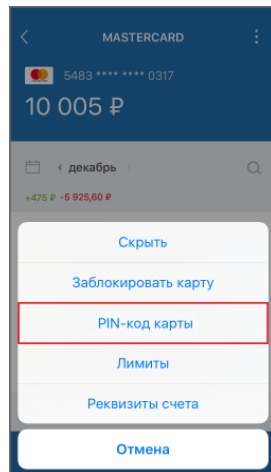 MASTERCARD
5483 **** **** 0317
10 005 ₽
декабрь
+475 ₽ -5 925,60 ₽
Скрыть
Заблокировать карту
PIN-код карты
Лимиты
Реквизиты счета
Отмена